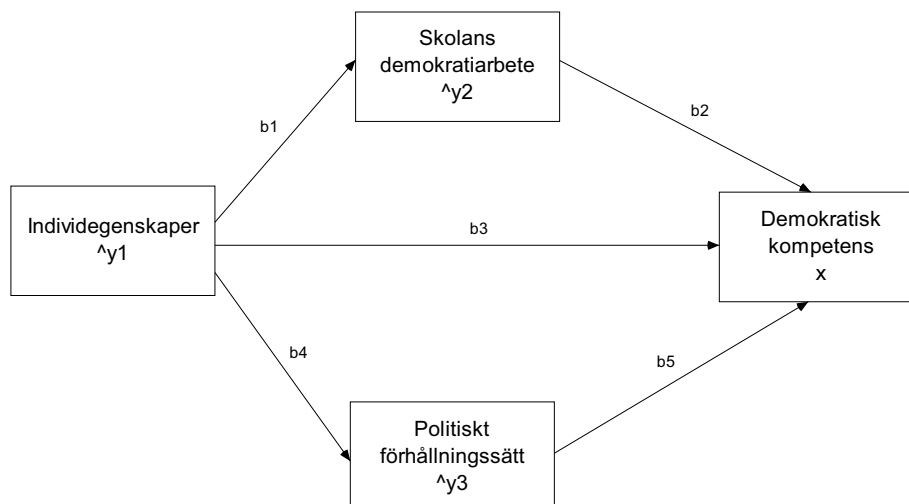 Skolans
demokratiarbete
^y2
b1
b2
Individegenskaper
^y1
b3
Demokratisk
kompetens
x
b4
b5
Politiskt
förhållningssätt
^y3